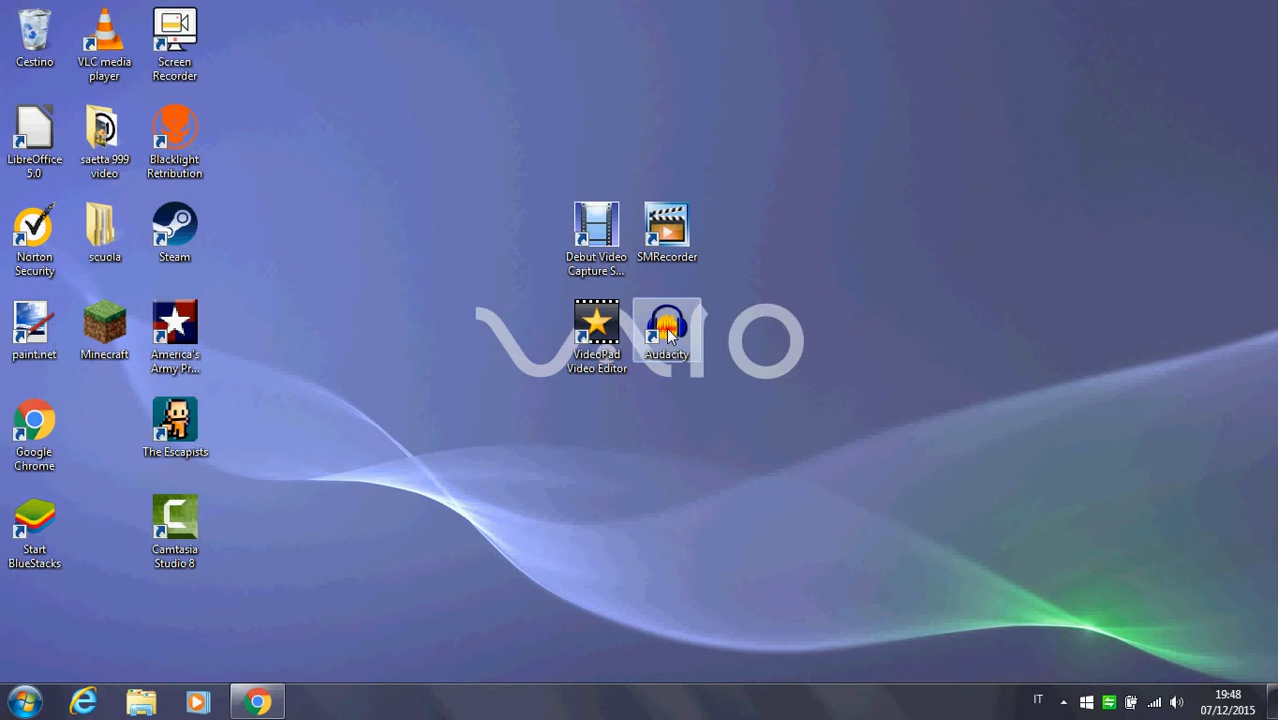 Cestino
VLC media
player
Screen
Recorder
LibreOffice
5.0
saetta 999
video
Blacklight
Retribution
Norton
Security
scuola
Steam
Debut Video
Capture S...
SMRecorder
paint.net
Minecraft
America's
Army Pr...
VideoPad
Video Editor
Audacity
VAIO
Google
Chrome
The Escapists
Start
BlueStacks
Camtasia
Studio 8
IT
19:48
07/12/2015